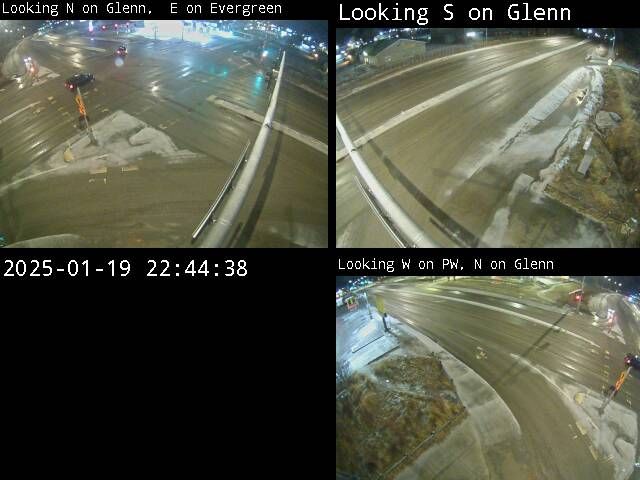 Looking N on Glenn, E on Evergreen
Looking S on Glenn
2025-01-19 22:44:38
Looking W on PW, N on Glenn